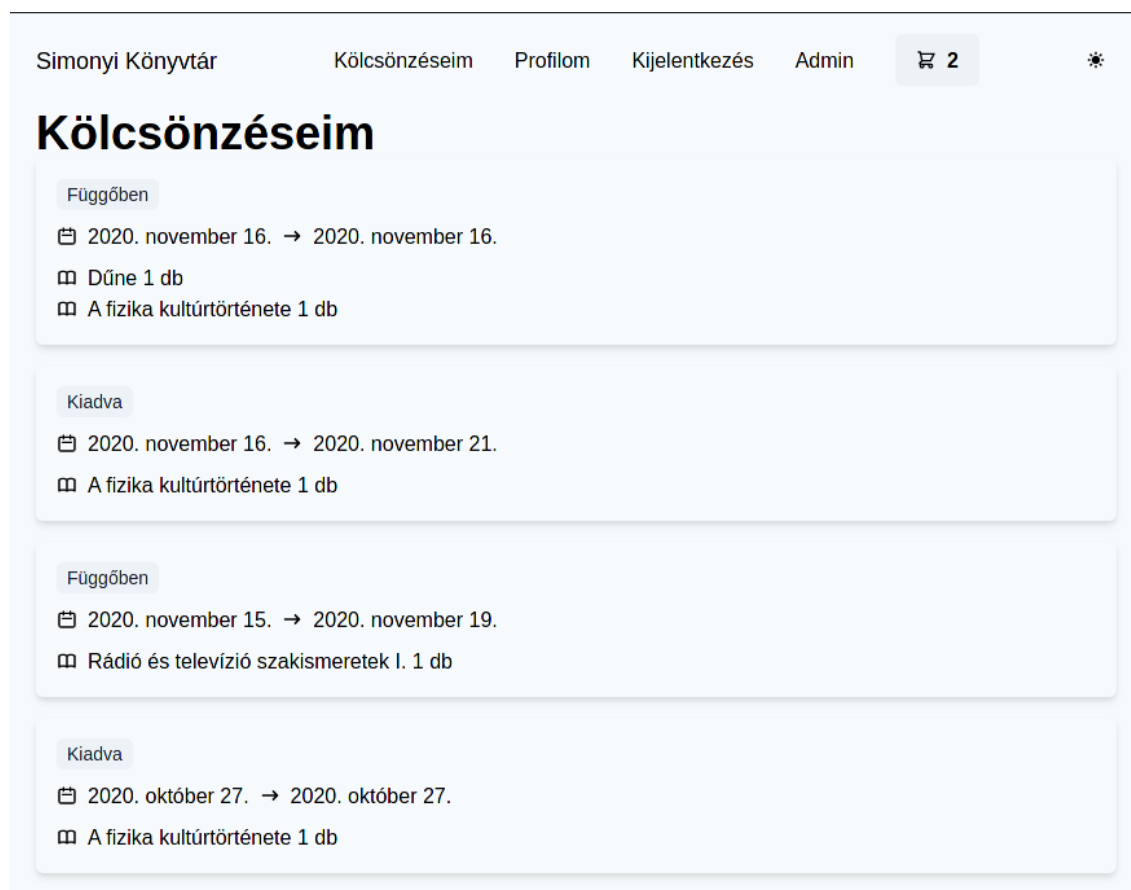 Simonyi Könyvtár Kölcsönzéseim Profilom Kijelentkezés Admin 2
Kölcsönzéseim
Függőben
2020. november 16. → 2020. november 16.
Dűne 1 db
A fizika kultúrtörténete 1 db
Kiadva
2020. november 16. → 2020. november 21.
A fizika kultúrtörténete 1 db
Függőben
2020. november 15. → 2020. november 19.
Rádió és televízió szakismeretek I. 1 db
Kiadva
2020. október 27. → 2020. október 27.
A fizika kultúrtörténete 1 db